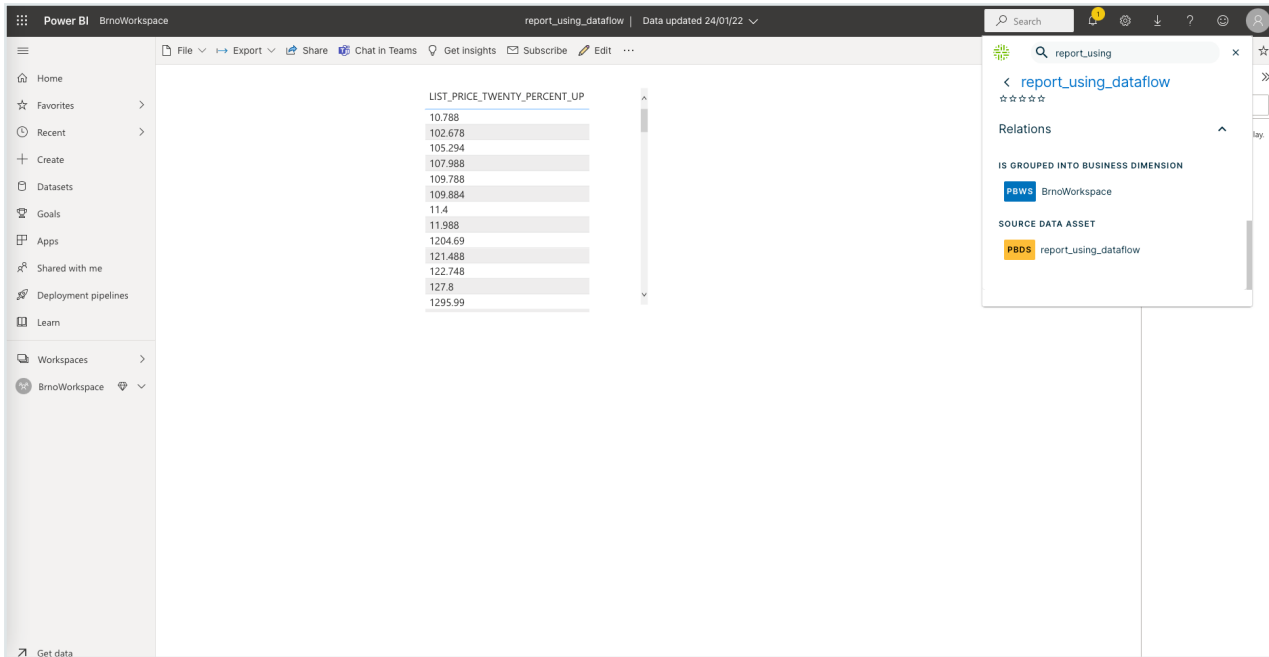 Power BI BrnoWorkspace
report_using_dataflow | Data updated 24/01/22
Search
1
File Export Share Chat in Teams Get insights Subscribe Edit ...
Home
Favorites
Recent
Create
Datasets
Goals
Apps
Shared with me
Deployment pipelines
Learn
Workspaces
BrnoWorkspace
Get data
LIST_PRICE_TWENTY_PERCENT_UP
10.788
102.678
105.294
107.988
109.788
109.884
11.4
11.988
1204.69
121.488
122.748
127.8
1295.99
report_using
report_using_dataflow
Relations
IS GROUPED INTO BUSINESS DIMENSION
PBWS BrnoWorkspace
SOURCE DATA ASSET
PBDS report_using_dataflow
lay.